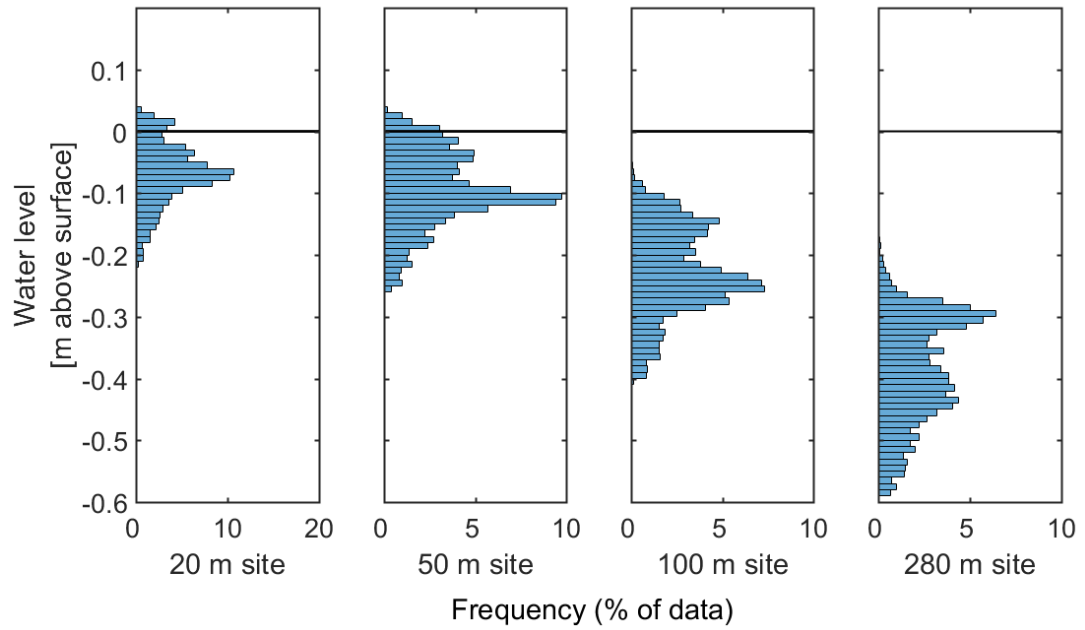 0.1
0
-0.1
-0.2
-0.3
-0.4
-0.5
-0.6
Water level
[m above surface]
0 10 20
0 5 10
0 5 10
0 5 10
20 m site
50 m site
100 m site
280 m site
Frequency (% of data)